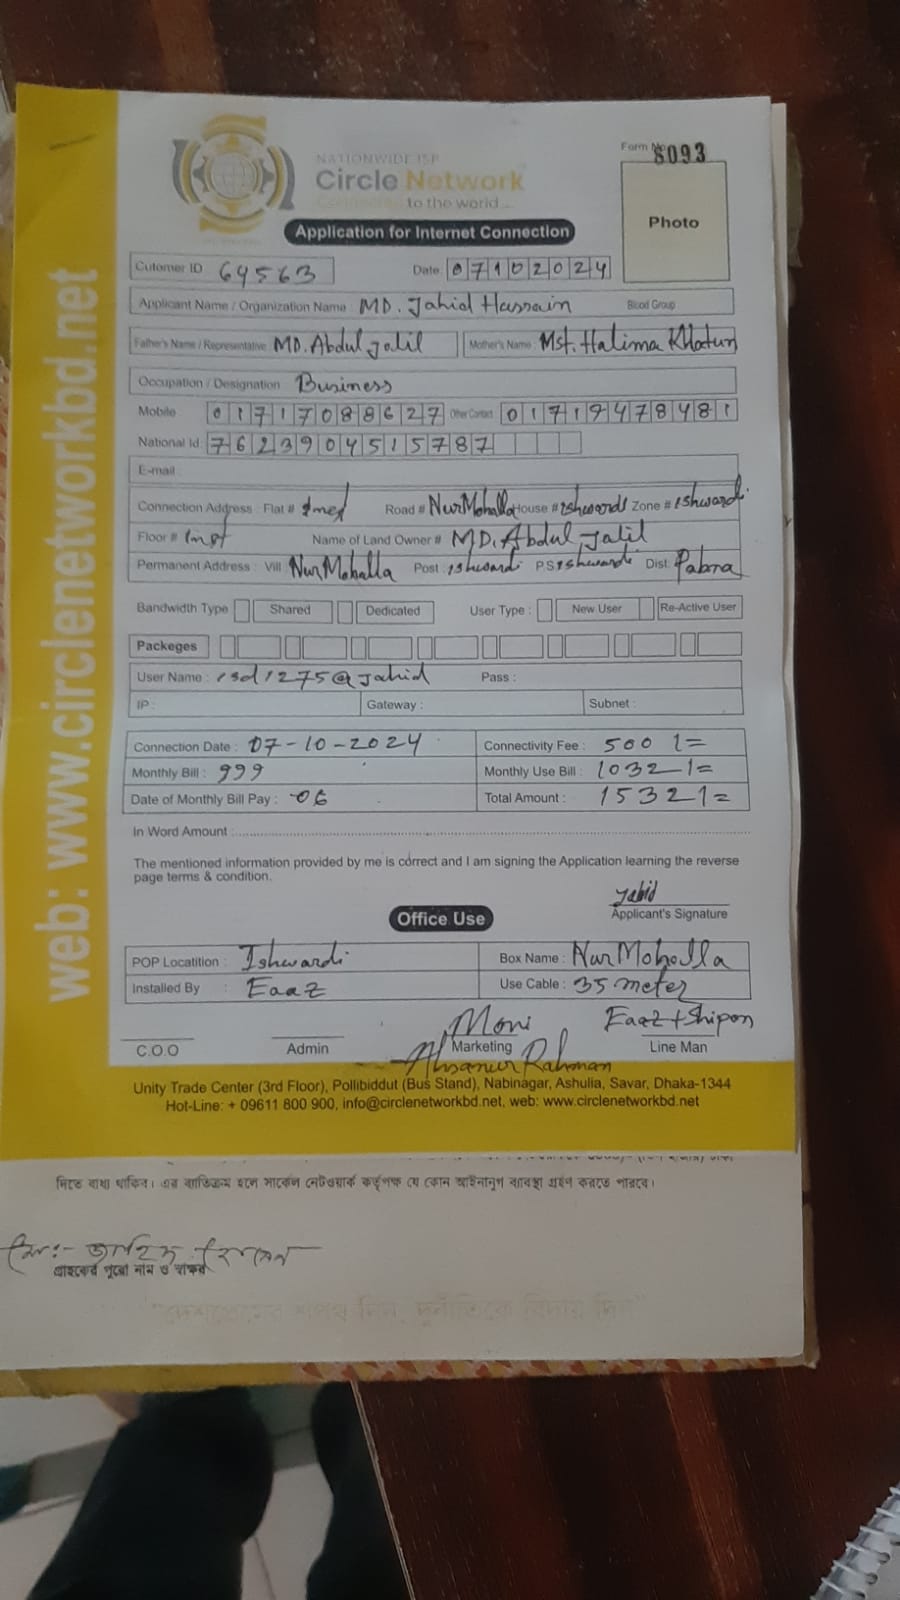 NATIONWIDE ISP
Circle Network
Connected to the world...
Form No 8093
Photo
Application for Internet Connection
Cutomer ID 64563 Date: 07102024
Applicant Name / Organization Name : MD. Jahid Hassain Blood Group
Father's Name / Representative MD. Abdul Jalil Mother's Name : Mst. Halima Khatun
Occupation / Designation Business
Mobile 01717088627 Other Contact 01719478481
National Id 7623904515787
E-mail
Connection Address : Flat # Road # NurMohalla House # Ishwardi Zone # Ishwardi
Floor # Name of Land Owner # MD. Abdul Jalil
Permanent Address : Vill NurMohalla Post : Ishwardi P.S Ishwardi Dist: Pabna
Bandwidth Type Shared Dedicated User Type : New User Re-Active User
Packeges
User Name : isd1275@Jahid Pass :
IP : Gateway : Subnet :
Connection Date : 07-10-2024 Connectivity Fee : 500/=
Monthly Bill : 999 Monthly Use Bill : 1032/=
Date of Monthly Bill Pay : 06 Total Amount : 1532/=
In Word Amount :
The mentioned information provided by me is correct and I am signing the Application learning the reverse
page terms & condition.
Jahid
Applicant's Signature
Office Use
POP Locatition : Ishwardi Box Name : NurMohalla
Installed By : Eaaz Use Cable : 35 meter
Moni Eaaz + Shipon
C.O.O Admin Marketing Line Man
Ahsanur Rahman
Unity Trade Center (3rd Floor), Pollibiddut (Bus Stand), Nabinagar, Ashulia, Savar, Dhaka-1344
Hot-Line: + 09611 800 900, info@circlenetworkbd.net, web: www.circlenetworkbd.net
web: www.circlenetworkbd.net
দিতে বাধ্য থাকিব। এর ব্যতিক্রম হলে সার্কেল নেটওয়ার্ক কর্তৃপক্ষ যে কোন আইনানুগ ব্যবস্থা গ্রহণ করতে পারবে।
মো:- জাহিদ হোসেন
গ্রাহকের পুরো নাম ও স্বাক্ষর